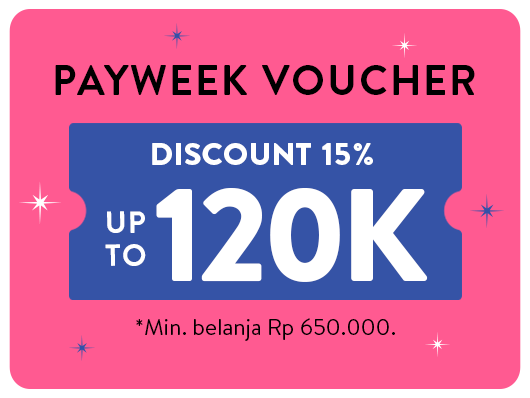 PAYWEEK VOUCHER
DISCOUNT 15%
UP TO 120K
*Min. belanja Rp 650.000.